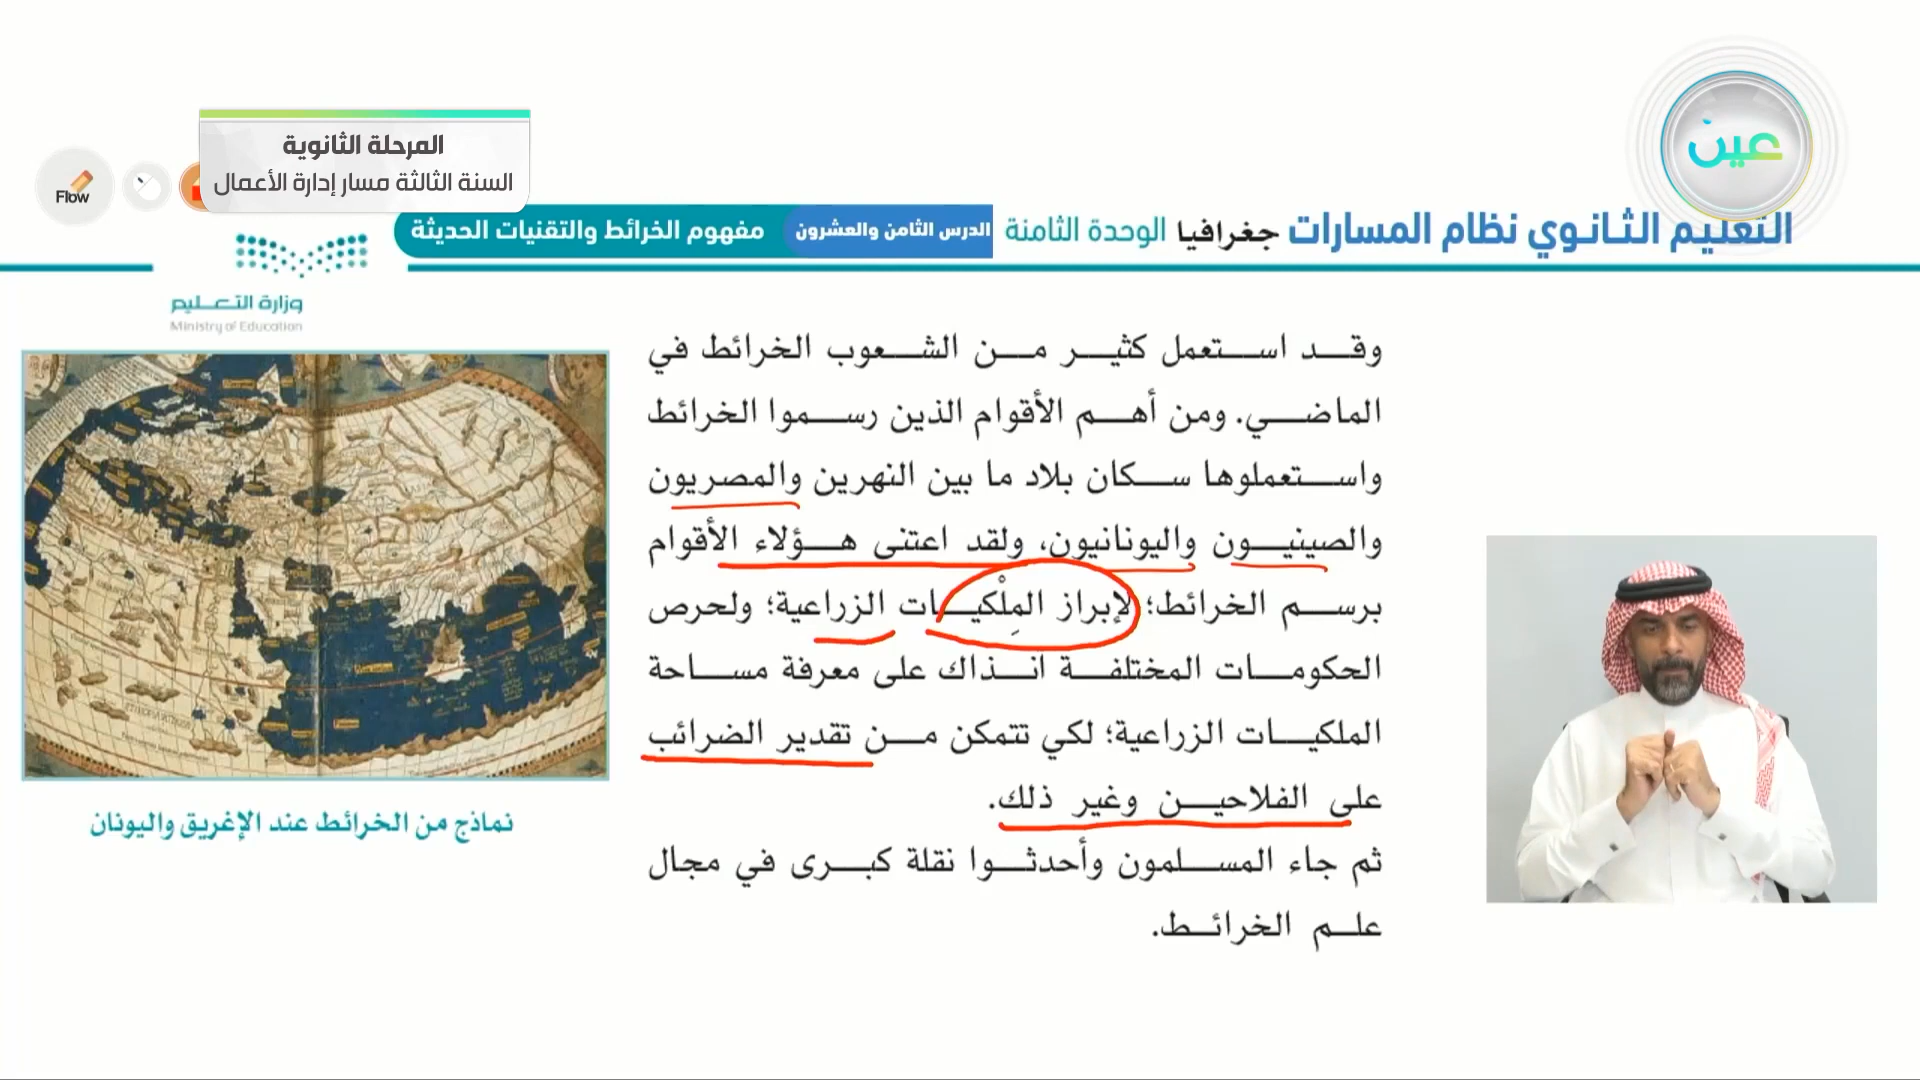 عين
المرحلة الثانوية
السنة الثالثة مسار إدارة الأعمال
Flow
التعليم الثانوي نظام المسارات جغرافيا الوحدة الثامنة الدرس الثامن والعشرون مفهوم الخرائط والتقنيات الحديثة
وزارة التعليم
Ministry of Education
وقد استعمل كثير من الشعوب الخرائط في
الماضي. ومن أهم الأقوام الذين رسموا الخرائط
واستعملوها سكان بلاد ما بين النهرين والمصريون
والصينيون واليونانيون، ولقد اعتنى هؤلاء الأقوام
برسم الخرائط؛ لإبراز المِلْكيات الزراعية؛ ولحرص
الحكومات المختلفة انذاك على معرفة مساحة
الملكيات الزراعية؛ لكي تتمكن من تقدير الضرائب
على الفلاحين وغير ذلك.
ثم جاء المسلمون وأحدثوا نقلة كبرى في مجال
علم الخرائط.
نماذج من الخرائط عند الإغريق واليونان